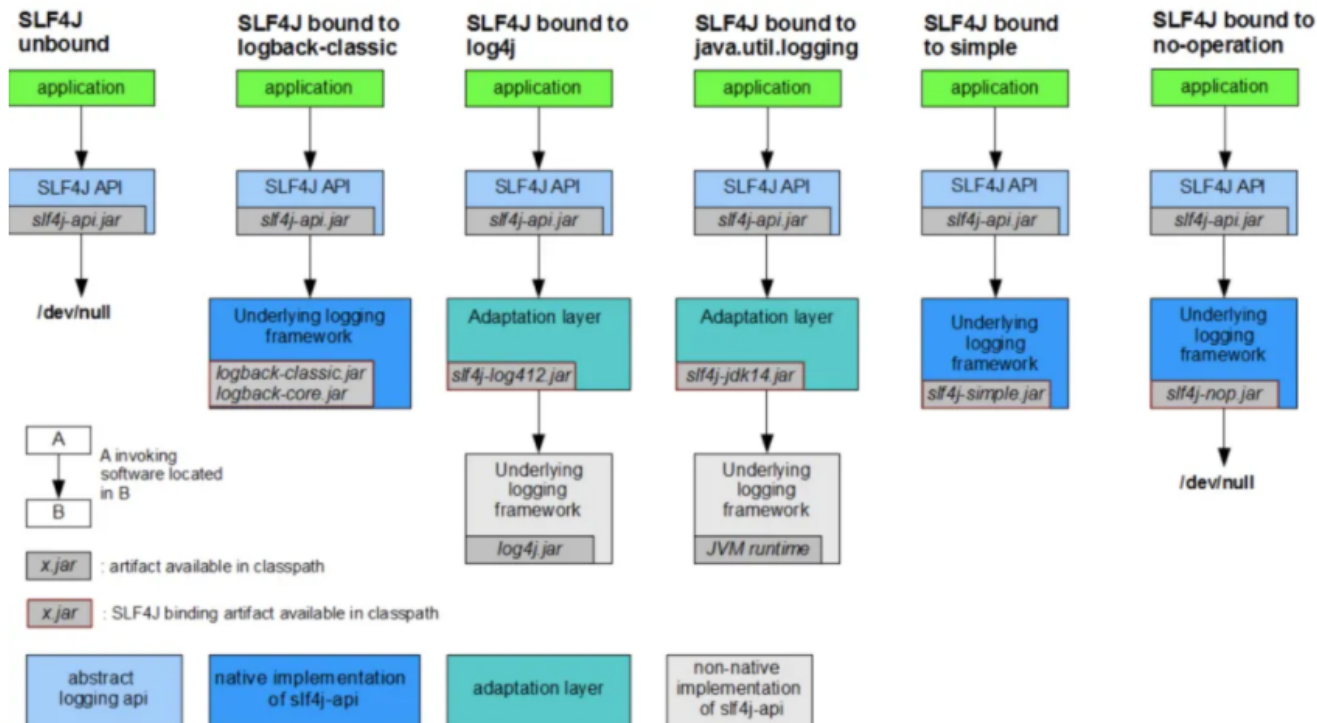 SLF4J
unbound
application
SLF4J API
slf4j-api.jar
/dev/null
SLF4J bound to
logback-classic
application
SLF4J API
slf4j-api.jar
Underlying logging
framework
logback-classic.jar
logback-core.jar
SLF4J bound to
log4j
application
SLF4J API
slf4j-api.jar
Adaptation layer
slf4j-log412.jar
Underlying
logging
framework
log4j.jar
SLF4J bound to
java.util.logging
application
SLF4J API
slf4j-api.jar
Adaptation layer
slf4j-jdk14.jar
Underlying
logging
framework
JVM runtime
SLF4J bound
to simple
application
SLF4J API
slf4j-api.jar
Underlying
logging
framework
slf4j-simple.jar
SLF4J bound to
no-operation
application
SLF4J API
slf4j-api.jar
Underlying
logging
framework
slf4j-nop.jar
/dev/null
A
B
A invoking
software located
in B
x.jar : artifact available in classpath
x.jar : SLF4J binding artifact available in classpath
abstract
logging api
native implementation
of slf4j-api
adaptation layer
non-native
implementation
of slf4j-api